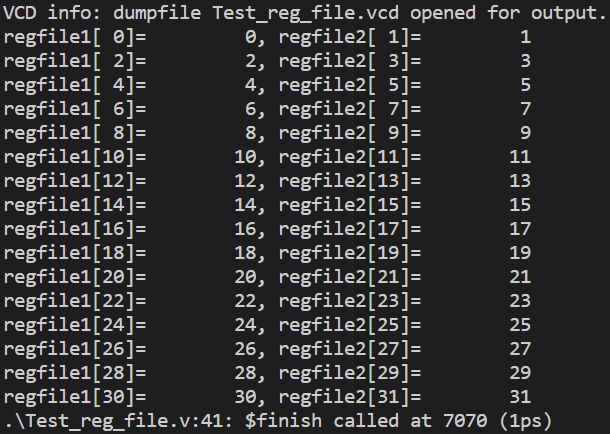 VCD info: dumpfile Test_reg_file.vcd opened for output.
regfile1[ 0]=         0, regfile2[ 1]=         1
regfile1[ 2]=         2, regfile2[ 3]=         3
regfile1[ 4]=         4, regfile2[ 5]=         5
regfile1[ 6]=         6, regfile2[ 7]=         7
regfile1[ 8]=         8, regfile2[ 9]=         9
regfile1[10]=        10, regfile2[11]=        11
regfile1[12]=        12, regfile2[13]=        13
regfile1[14]=        14, regfile2[15]=        15
regfile1[16]=        16, regfile2[17]=        17
regfile1[18]=        18, regfile2[19]=        19
regfile1[20]=        20, regfile2[21]=        21
regfile1[22]=        22, regfile2[23]=        23
regfile1[24]=        24, regfile2[25]=        25
regfile1[26]=        26, regfile2[27]=        27
regfile1[28]=        28, regfile2[29]=        29
regfile1[30]=        30, regfile2[31]=        31
.\Test_reg_file.v:41: $finish called at 7070 (1ps)